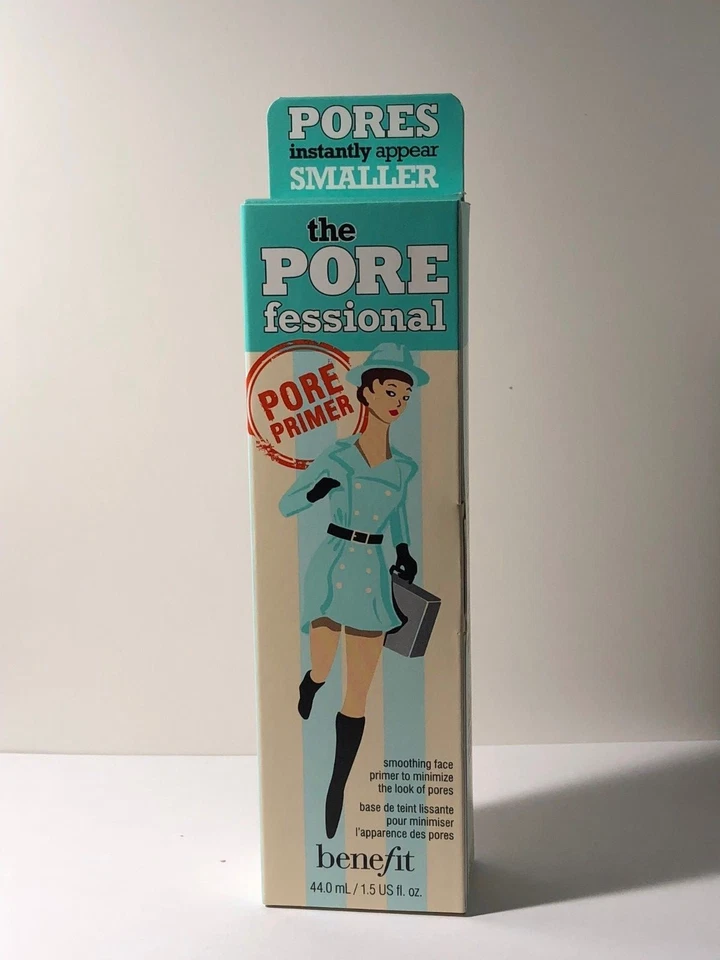 PORES
instantly appear
SMALLER
the
PORE
fessional
PORE
PRIMER
smoothing face
primer to minimize
the look of pores
base de teint lissante
pour minimiser
l'apparence des pores
benefit
44.0 mL / 1.5 US fl. oz.